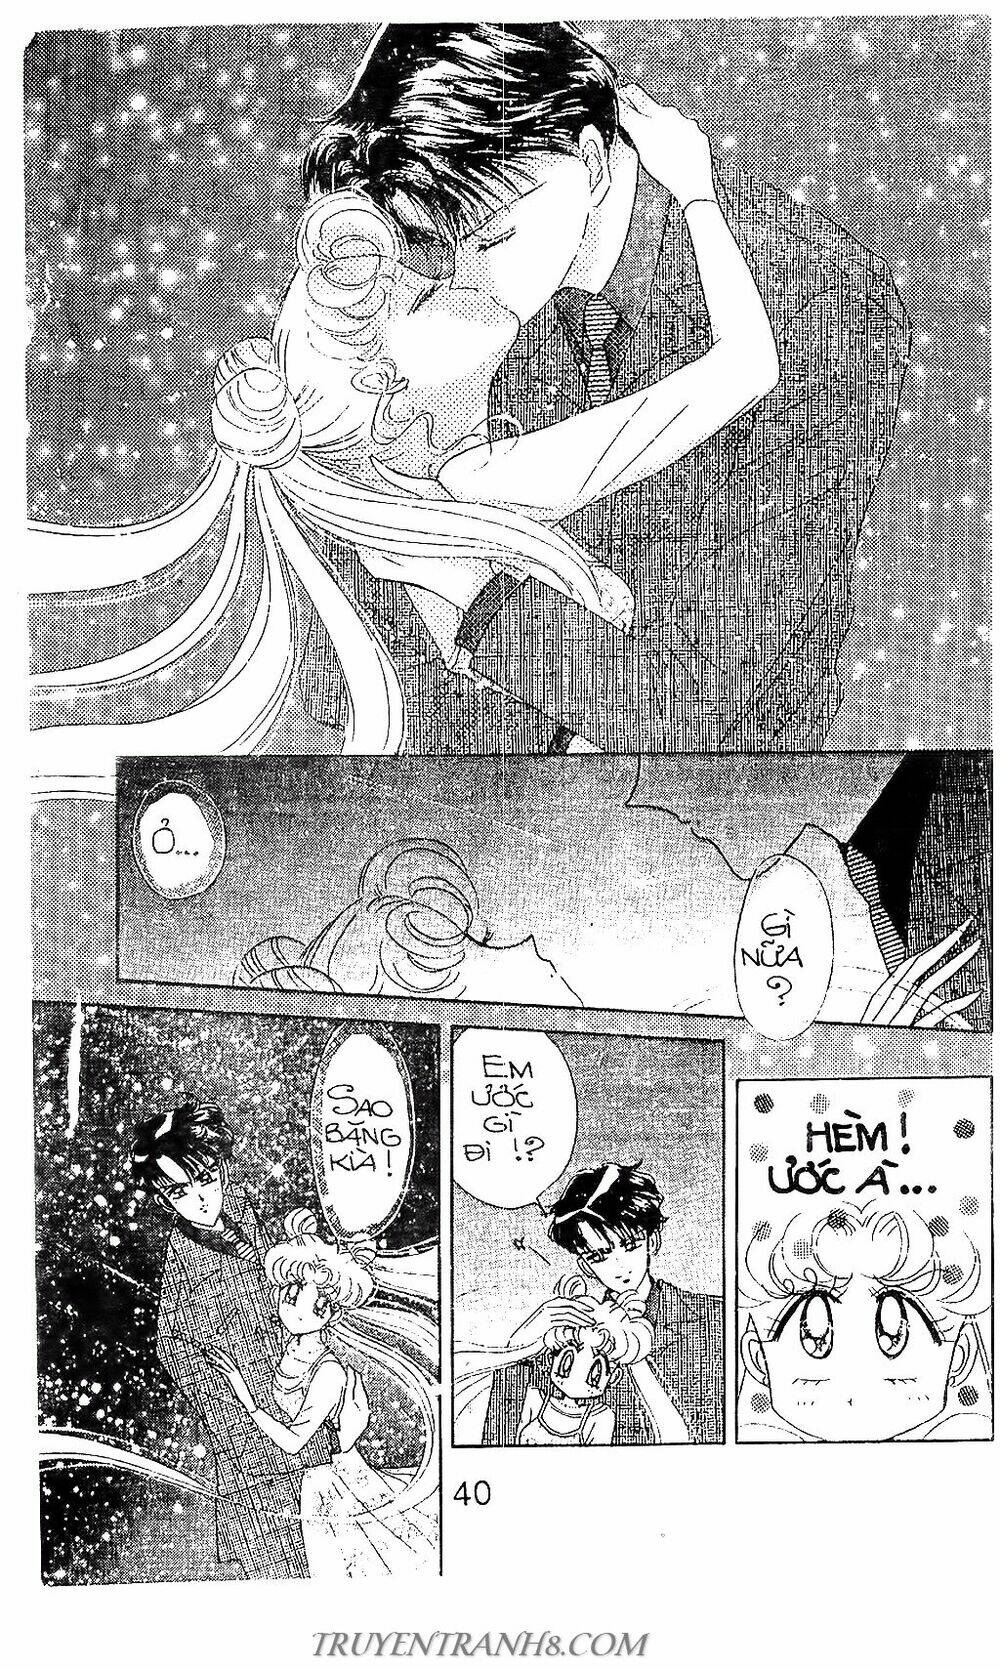 Ỏ...
GÌ
NỮA
?
SAO
BĂNG
KÌA!
EM
ƯỚC
GÌ
ĐI !?
HÈM!
ƯỚC À...
40
TRUYENTRANH8.COM